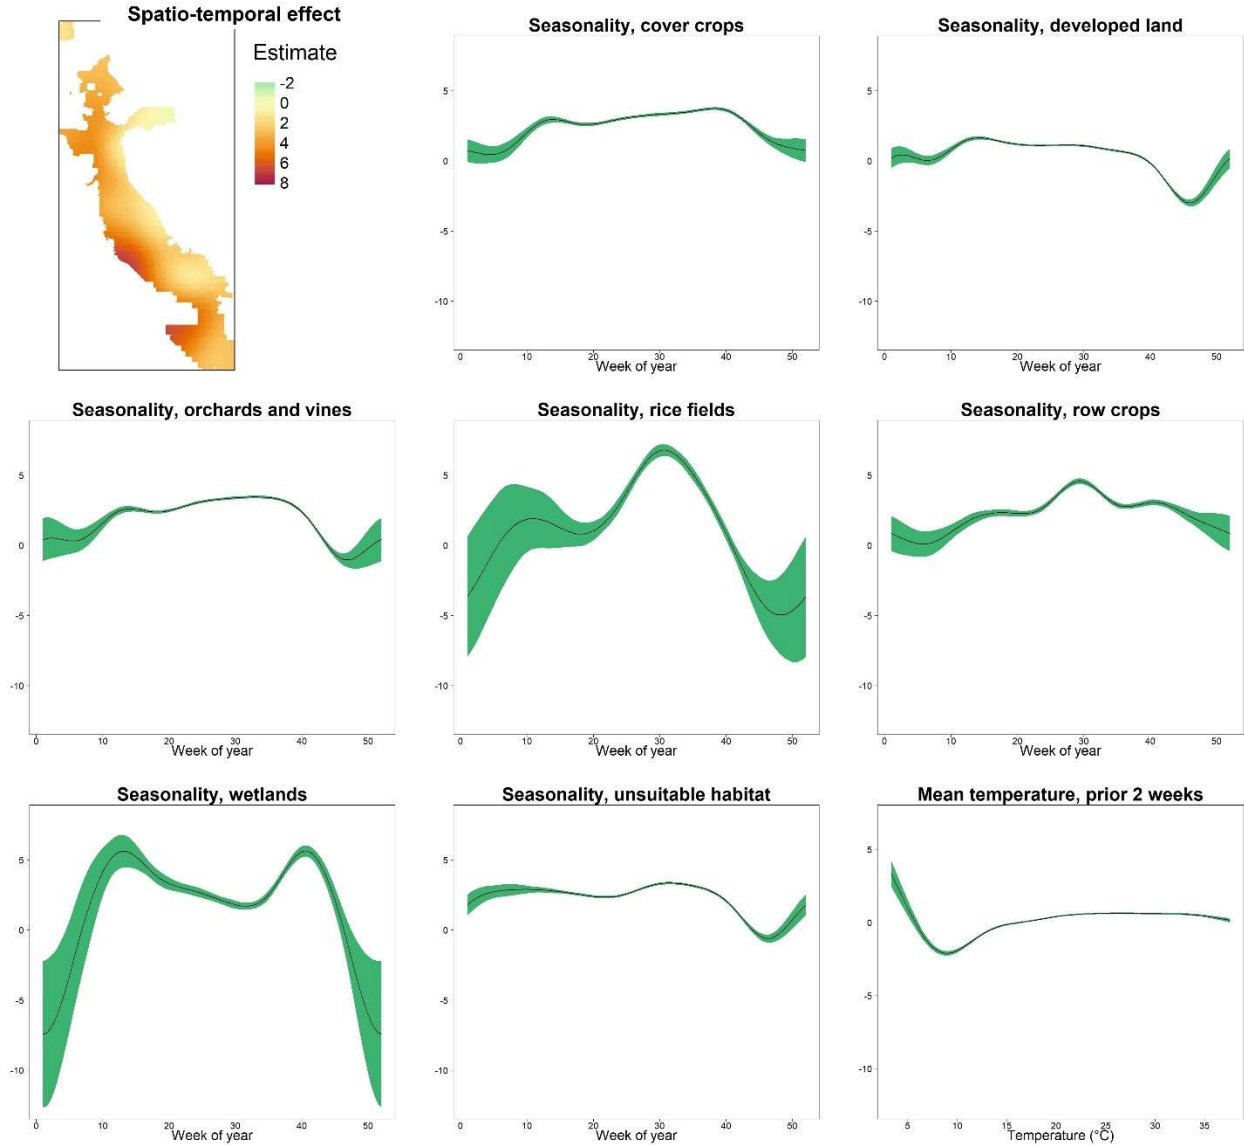 Spatio-temporal effect
Estimate
-2
0
2
4
6
8
Seasonality, cover crops
5
0
-5
-10
0 10 20 30 40 50
Week of year
Seasonality, developed land
5
0
-5
-10
0 10 20 30 40 50
Week of year
Seasonality, orchards and vines
5
0
-5
-10
0 10 20 30 40 50
Week of year
Seasonality, rice fields
5
0
-5
-10
0 10 20 30 40 50
Week of year
Seasonality, row crops
5
0
-5
-10
0 10 20 30 40 50
Week of year
Seasonality, wetlands
5
0
-5
-10
0 10 20 30 40 50
Week of year
Seasonality, unsuitable habitat
5
0
-5
-10
0 10 20 30 40 50
Week of year
Mean temperature, prior 2 weeks
5
0
-5
-10
5 10 15 20 25 30 35
Temperature (°C)